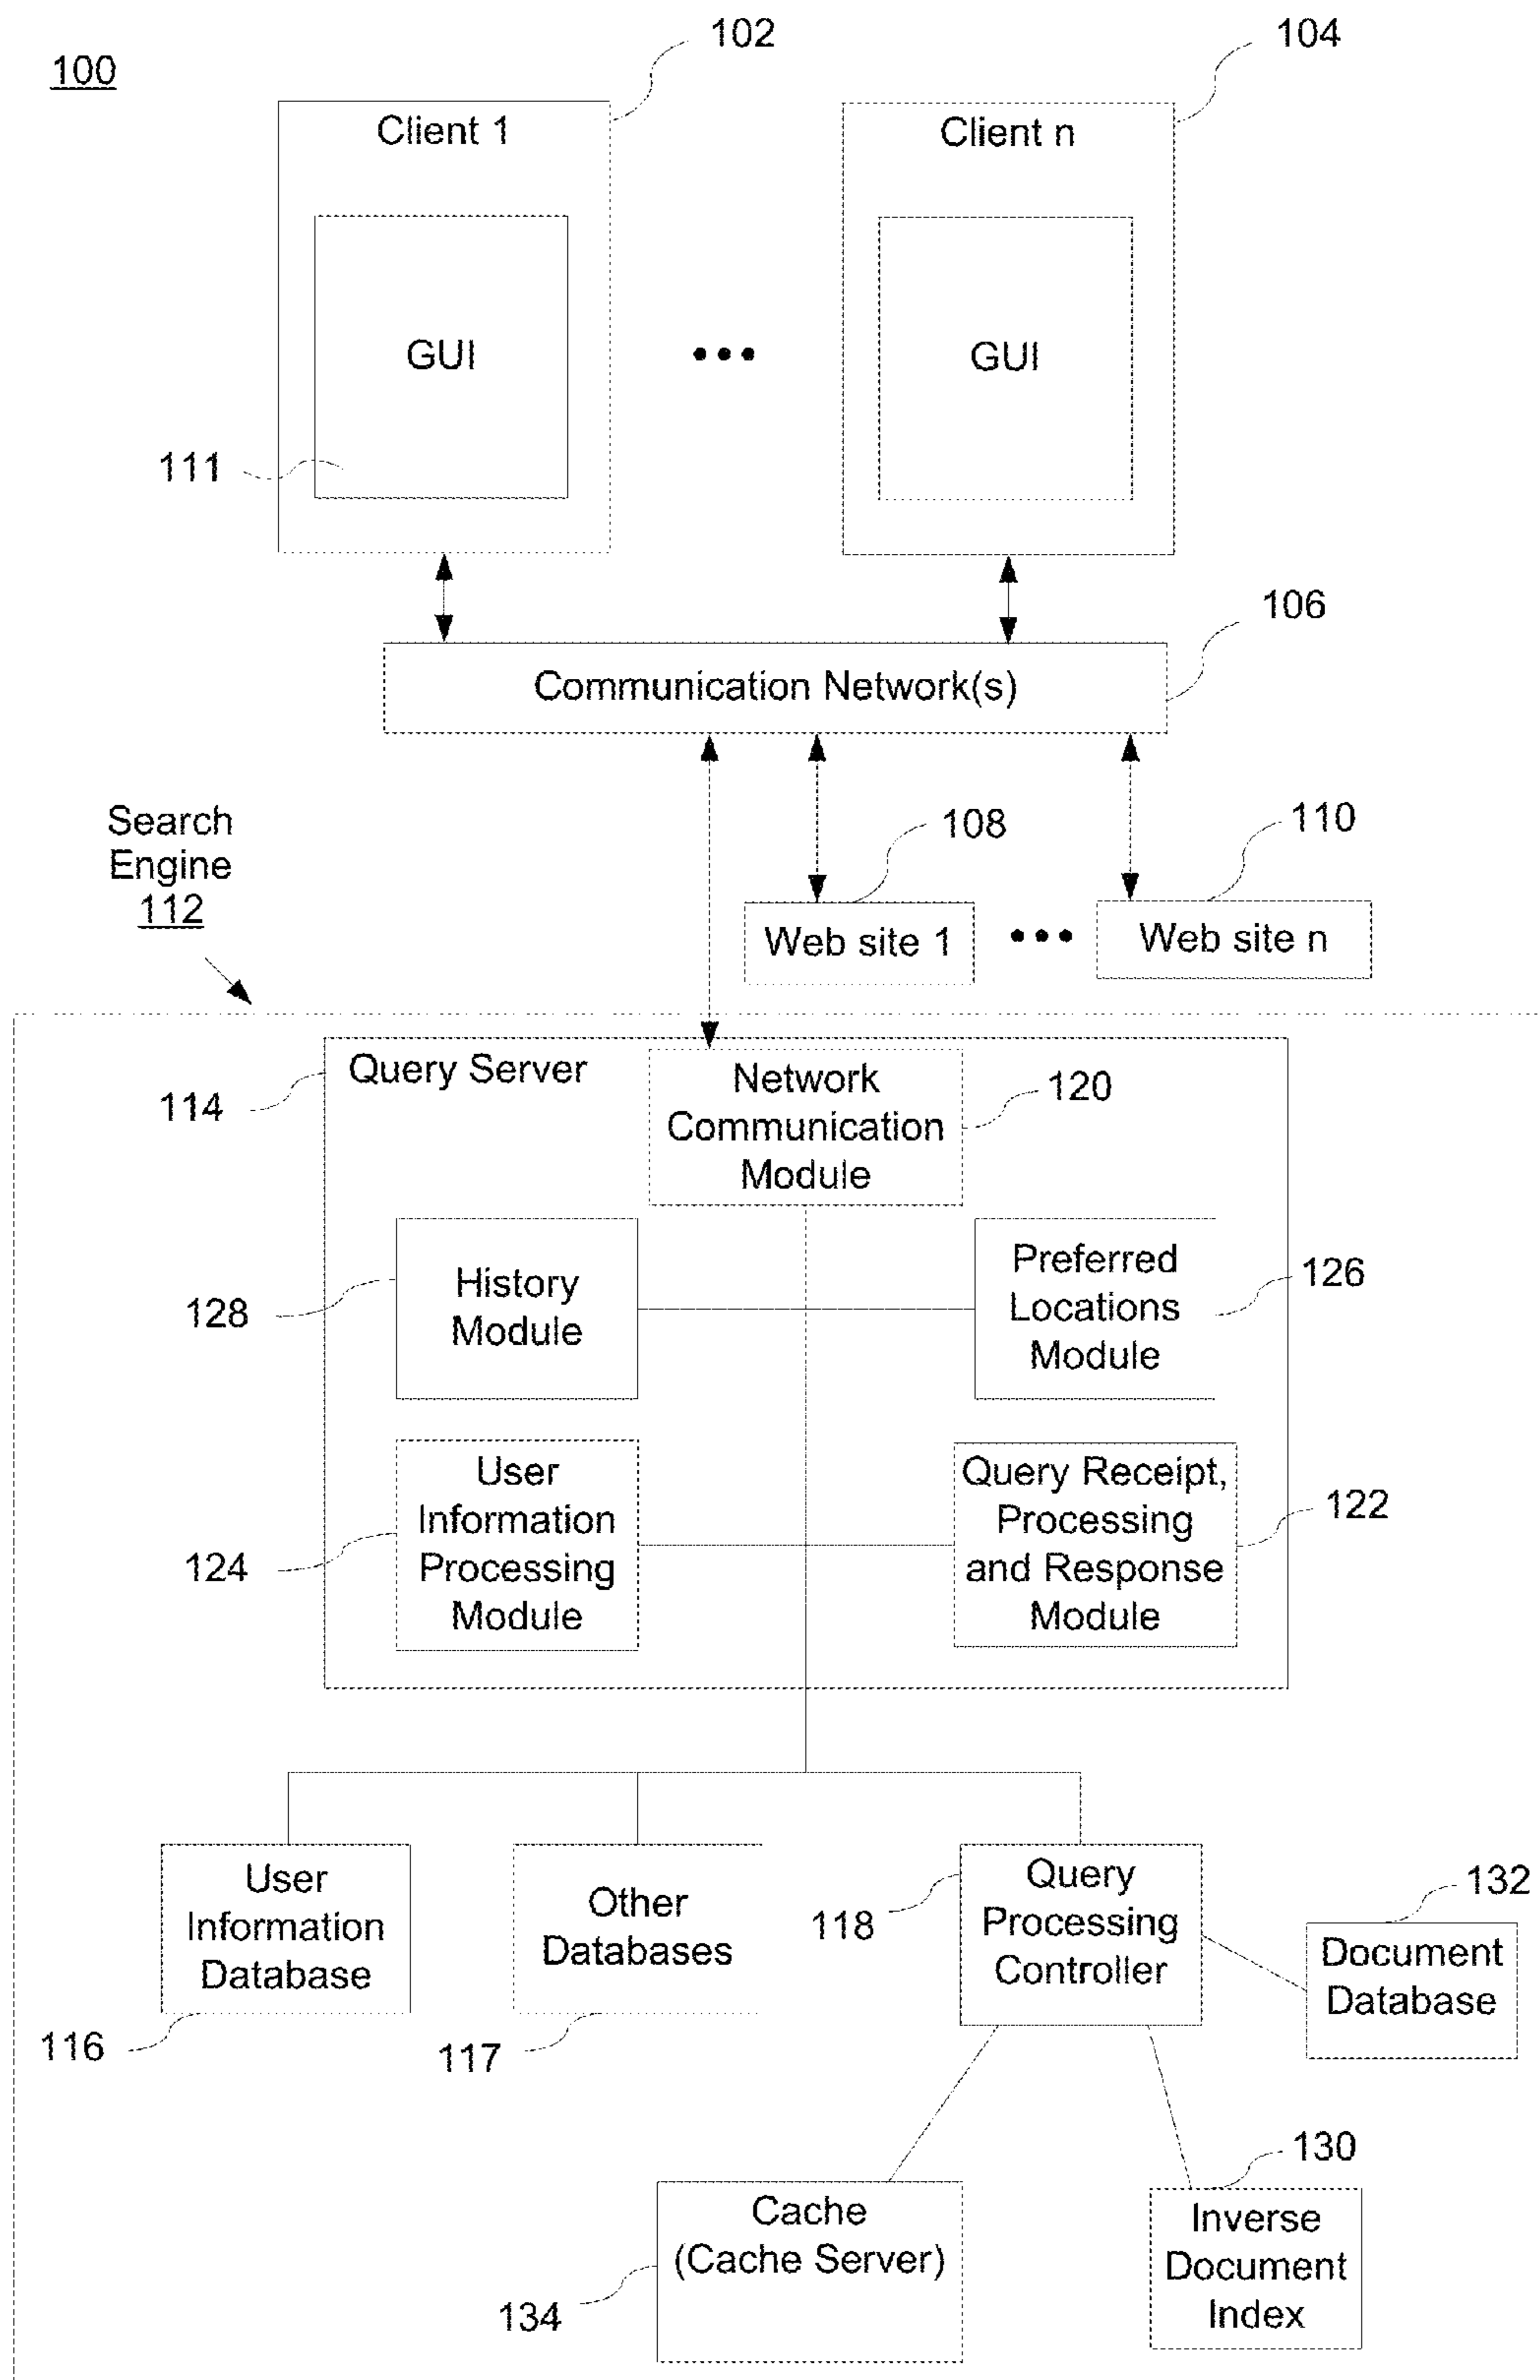 100
102
104
Client 1
Client n
GUI
•••
GUI
111
106
Communication Network(s)
Search
Engine
112
108
110
Web site 1
•••
Web site n
Query Server
114
Network
Communication
Module
120
History
Module
128
Preferred
Locations
Module
126
User
Information
Processing
Module
124
Query Receipt,
Processing
and Response
Module
122
User
Information
Database
116
Other
Databases
117
Query
Processing
Controller
118
132
Document
Database
Cache
(Cache Server)
134
130
Inverse
Document
Index